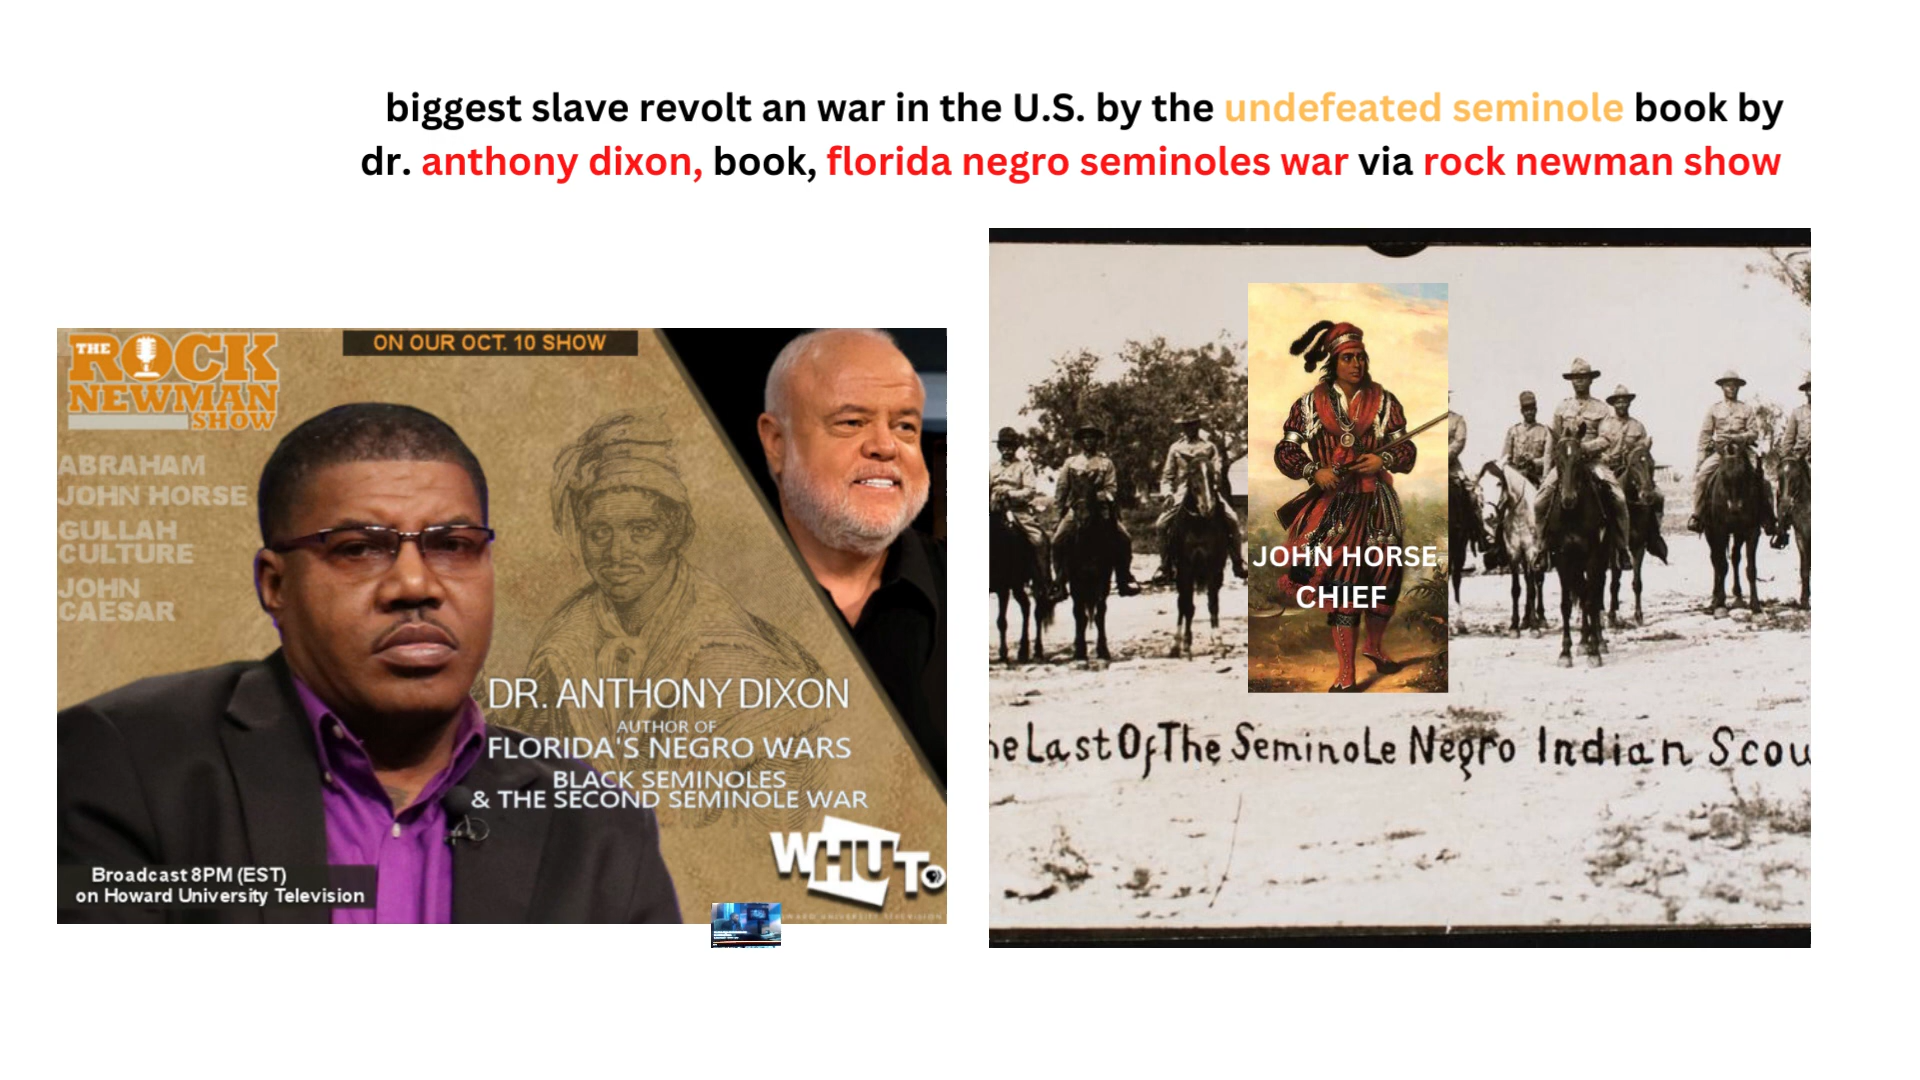 biggest slave revolt an war in the U.S. by the undefeated seminole book by
dr. anthony dixon, book, florida negro seminoles war via rock newman show
THE
ROCK
NEWMAN
SHOW
ON OUR OCT. 10 SHOW
ABRAHAM
JOHN HORSE
GULLAH
CULTURE
JOHN
CAESAR
DR. ANTHONY DIXON
AUTHOR OF
FLORIDA'S NEGRO WARS
BLACK SEMINOLES
& THE SECOND SEMINOLE WAR
WHUT
Broadcast 8PM (EST)
on Howard University Television
JOHN HORSE
CHIEF
he Last Of The Seminole Negro Indian Scou